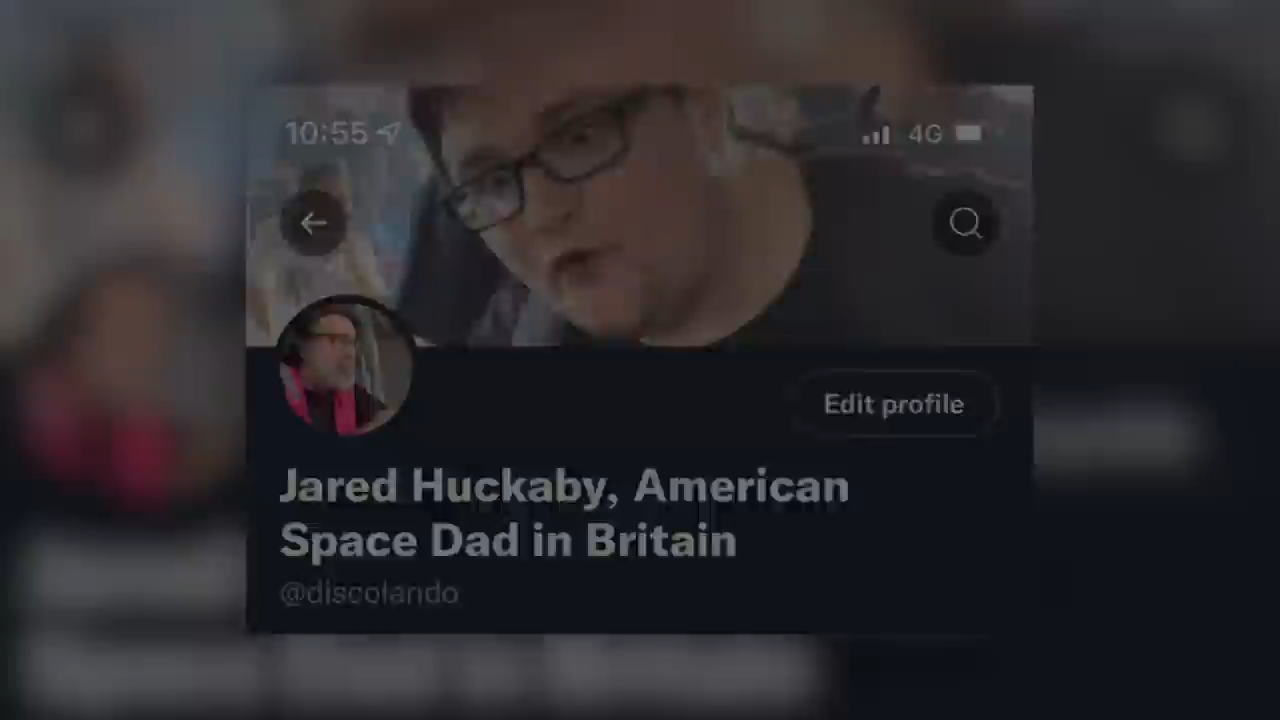 10:55
4G
Edit profile
Jared Huckaby, American
Space Dad in Britain
@discolando